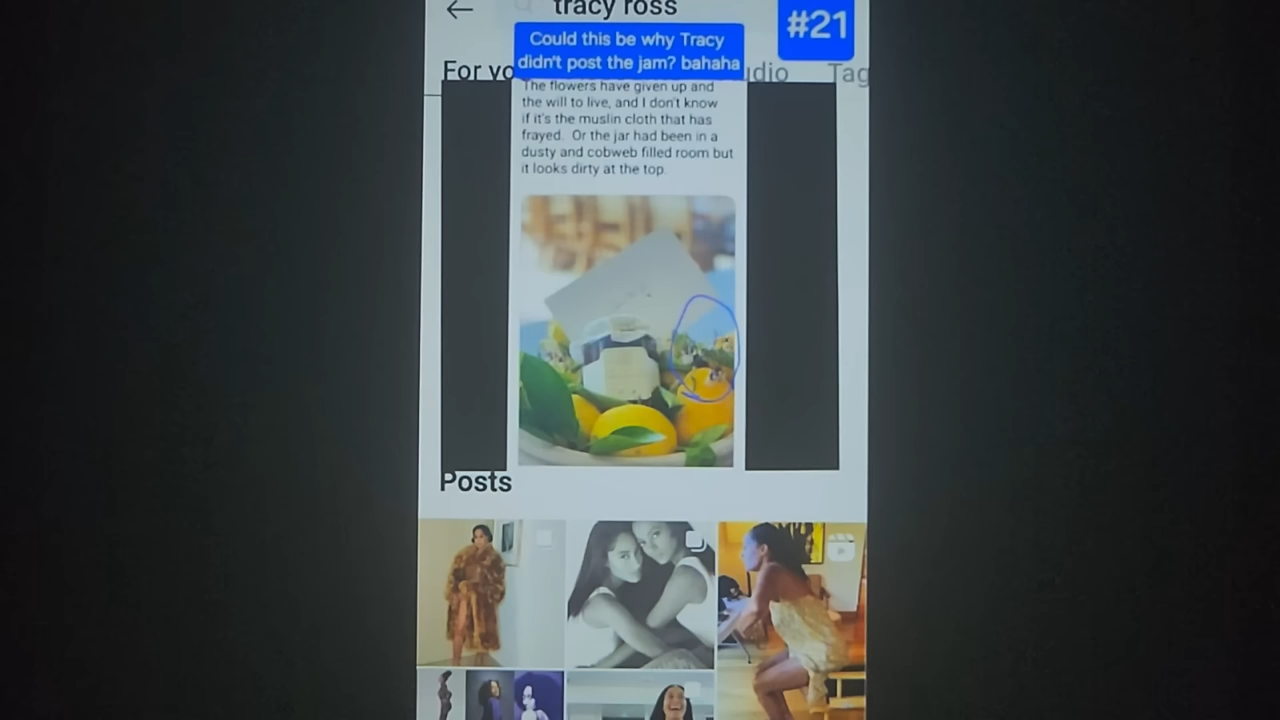 tracy ross
#21
Could this be why Tracy
didn't post the jam? bahaha
For yo
udio
Tag
The flowers have given up and
the will to live, and I don't know
if it's the muslin cloth that has
frayed. Or the jar had been in a
dusty and cobweb filled room but
it looks dirty at the top.
Posts